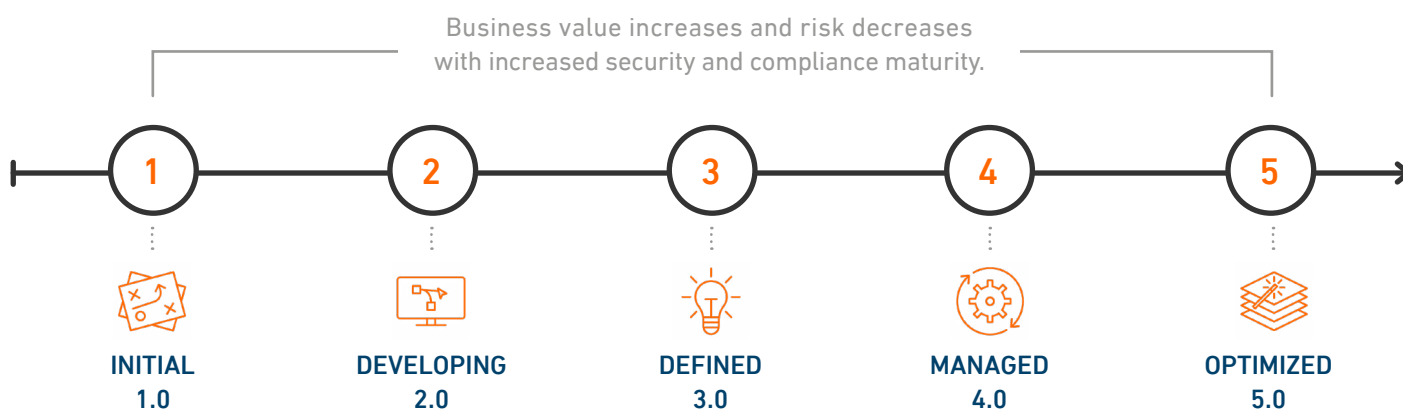 Business value increases and risk decreases
with increased security and compliance maturity.
1
2
3
4
5
INITIAL
1.0
DEVELOPING
2.0
DEFINED
3.0
MANAGED
4.0
OPTIMIZED
5.0